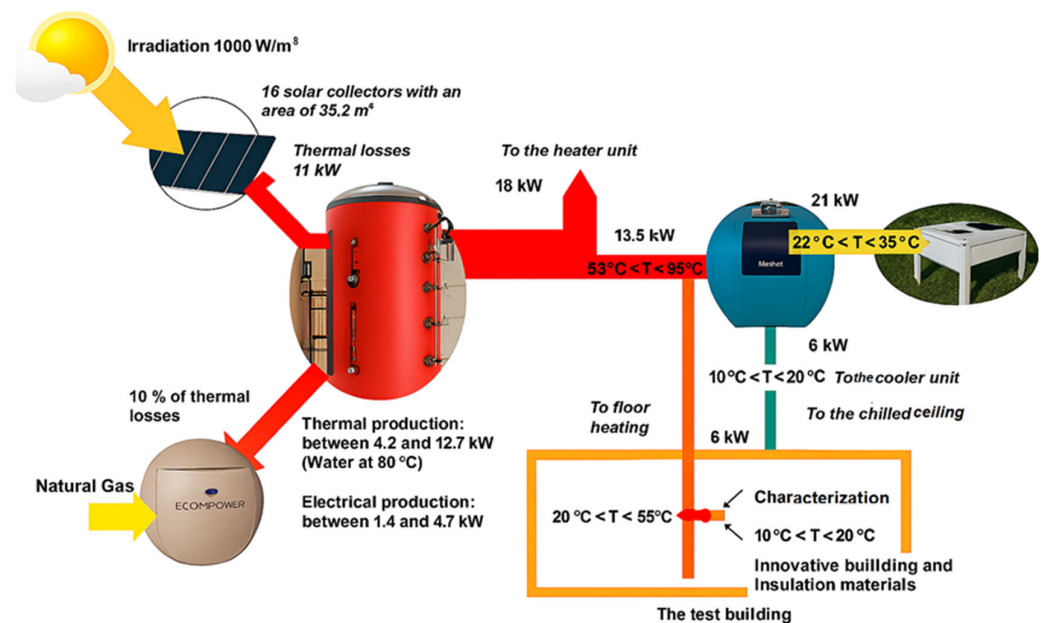 Irradiation 1000 W/m⁸
16 solar collectors with an
area of 35,2 m⁴
Thermal losses
11 kW
To the heater unit
18 kW
13.5 kW
53°C < T < 95°C
21 kW
22°C < T < 35°C
Meshet
6 kW
10°C < T < 20°C To the cooler unit
To the chilled ceiling
10 % of thermal
losses
Thermal production:
between 4.2 and 12.7 kW
(Water at 80 °C)
Electrical production:
between 1.4 and 4.7 kW
Natural Gas
ECOMPOWER
To floor
heating
6 kW
20 °C < T < 55°C
Characterization
10°C < T < 20°C
Innovative buillding and
Insulation materials
The test building